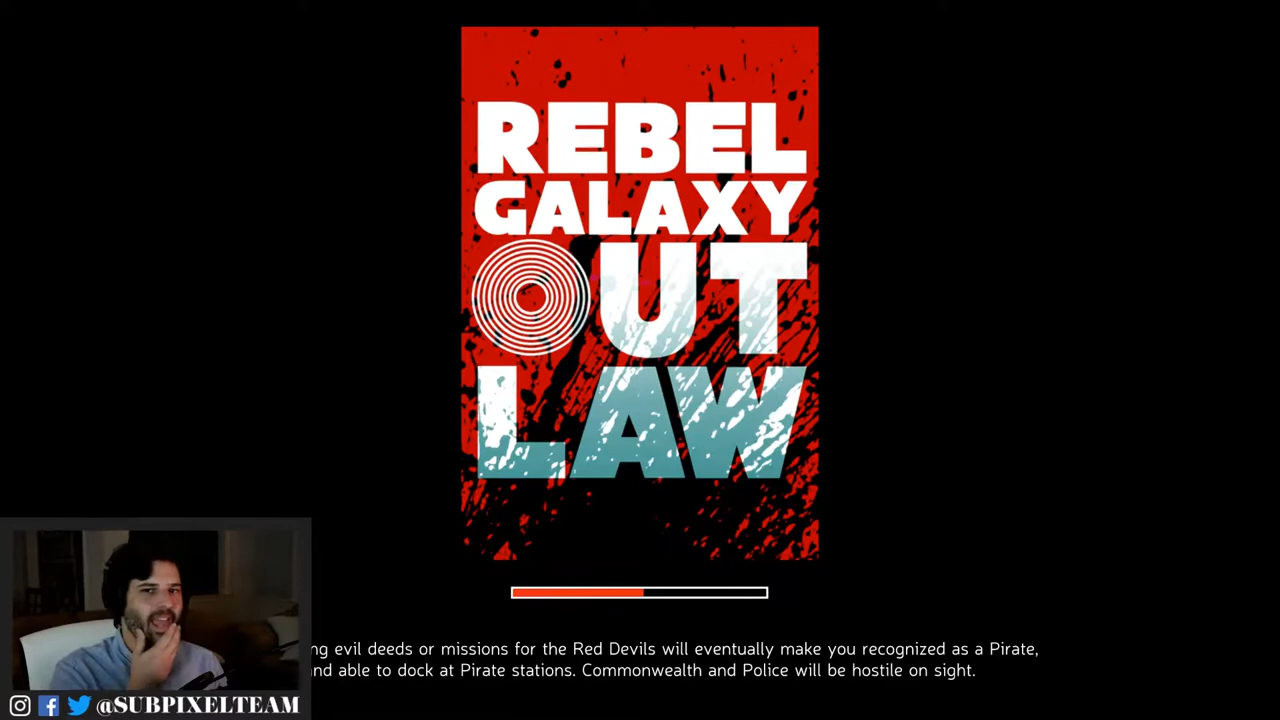 REBEL
GALAXY
OUT
LAW
ng evil deeds or missions for the Red Devils will eventually make you recognized as a Pirate,
nd able to dock at Pirate stations. Commonwealth and Police will be hostile on sight.
@SUBPIXELTEAM